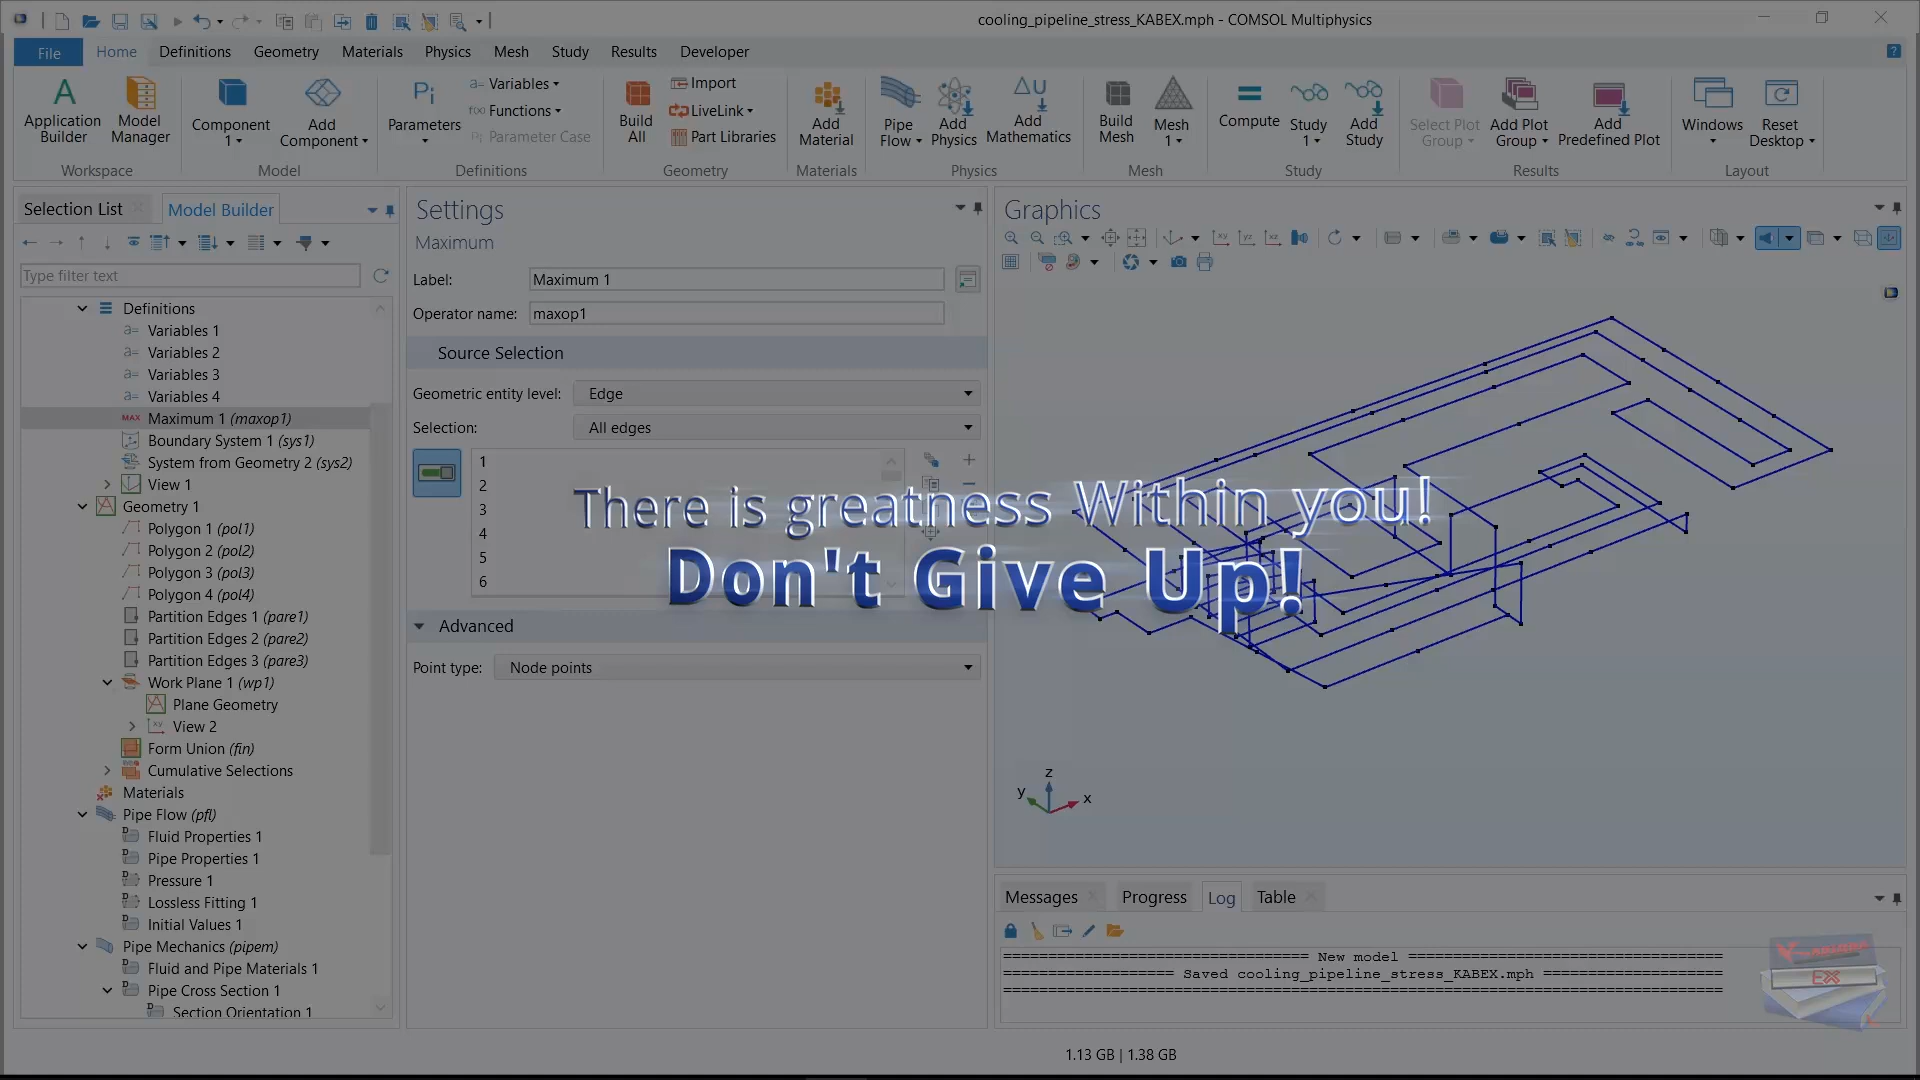 cooling_pipeline_stress_KABEX.mph - COMSOL Multiphysics
File
Home
Definitions
Geometry
Materials
Physics
Mesh
Study
Results
Developer
Application Builder
Model Manager
Workspace
Component 1
Add Component
Model
Pi
Parameters
a= Variables
f(x) Functions
Pi Parameter Case
Definitions
Build All
Import
LiveLink
Part Libraries
Geometry
Add Material
Materials
Pipe Flow
Add Physics
ΔU
Add Mathematics
Physics
Build Mesh
Mesh 1
Mesh
Compute
Study 1
Add Study
Study
Select Plot Group
Add Plot Group
Add Predefined Plot
Results
Windows
Reset Desktop
Layout
Selection List
Model Builder
Type filter text
Definitions
a= Variables 1
a= Variables 2
a= Variables 3
a= Variables 4
MAX Maximum 1 (maxop1)
Boundary System 1 (sys1)
System from Geometry 2 (sys2)
View 1
Geometry 1
Polygon 1 (pol1)
Polygon 2 (pol2)
Polygon 3 (pol3)
Polygon 4 (pol4)
Partition Edges 1 (pare1)
Partition Edges 2 (pare2)
Partition Edges 3 (pare3)
Work Plane 1 (wp1)
Plane Geometry
View 2
Form Union (fin)
Cumulative Selections
Materials
Pipe Flow (pfl)
Fluid Properties 1
Pipe Properties 1
Pressure 1
Lossless Fitting 1
Initial Values 1
Pipe Mechanics (pipem)
Fluid and Pipe Materials 1
Pipe Cross Section 1
Section Orientation 1
Settings
Maximum
Label: Maximum 1
Operator name: maxop1
Source Selection
Geometric entity level: Edge
Selection: All edges
1
2
3
4
5
6
Advanced
Point type: Node points
There is greatness Within you!
Don't Give Up!
Graphics
z
y
x
Messages
Progress
Log
Table
============================== New model ==============================
=================== Saved cooling_pipeline_stress_KABEX.mph ====================
EX
1.13 GB | 1.38 GB